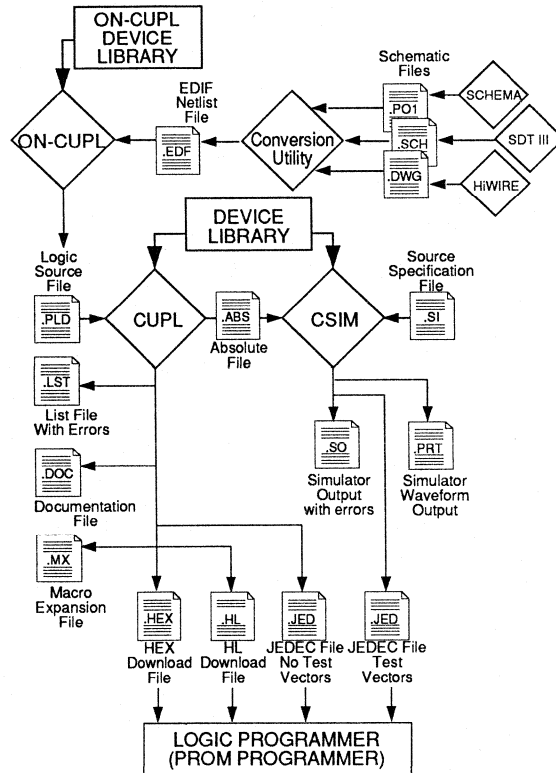 ON-CUPL
DEVICE
LIBRARY
EDIF
Netlist
File
Schematic
Files
ON-CUPL
.EDF
Conversion
Utility
.PO1
.SCH
.DWG
SCHEMA
SDT III
HiWIRE
DEVICE
LIBRARY
Logic
Source
File
Source
Specification
File
.PLD
CUPL
.ABS
CSIM
.SI
Absolute
File
.LST
List File
With Errors
.DOC
Documentation
File
.SO
Simulator
Output
with errors
.PRT
Simulator
Waveform
Output
.MX
Macro
Expansion
File
.HEX
HEX
Download
File
.HL
HL
Download
File
.JED
JEDEC File
No Test
Vectors
.JED
JEDEC File
Test
Vectors
LOGIC PROGRAMMER
(PROM PROGRAMMER)